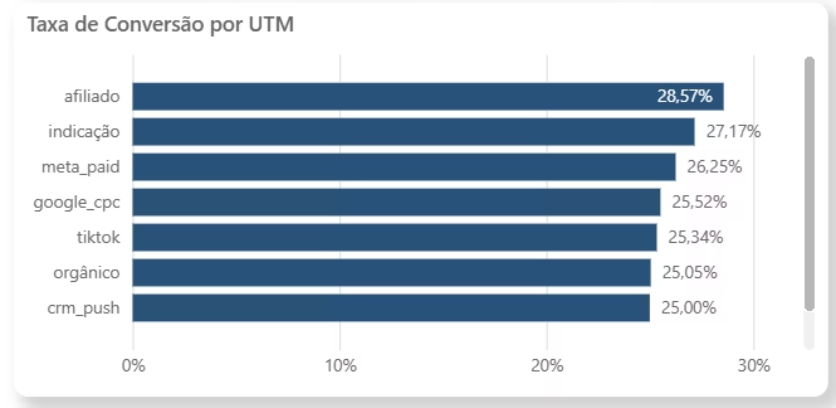 Taxa de Conversão por UTM
afiliado 28,57%
indicação 27,17%
meta_paid 26,25%
google_cpc 25,52%
tiktok 25,34%
orgânico 25,05%
crm_push 25,00%
0% 10% 20% 30%